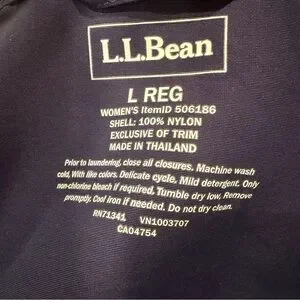 L.L.Bean
L REG
WOMEN'S ItemID 506186
SHELL: 100% NYLON
EXCLUSIVE OF TRIM
MADE IN THAILAND
Prior to laundering, close all closures. Machine wash
cold, With like colors. Delicate cycle. Mild detergent. Only
non-chlorine bleach if required. Tumble dry low, Remove
promptly, Cool iron if needed. Do not dry clean.
RN71341 VN1003707
CA04754